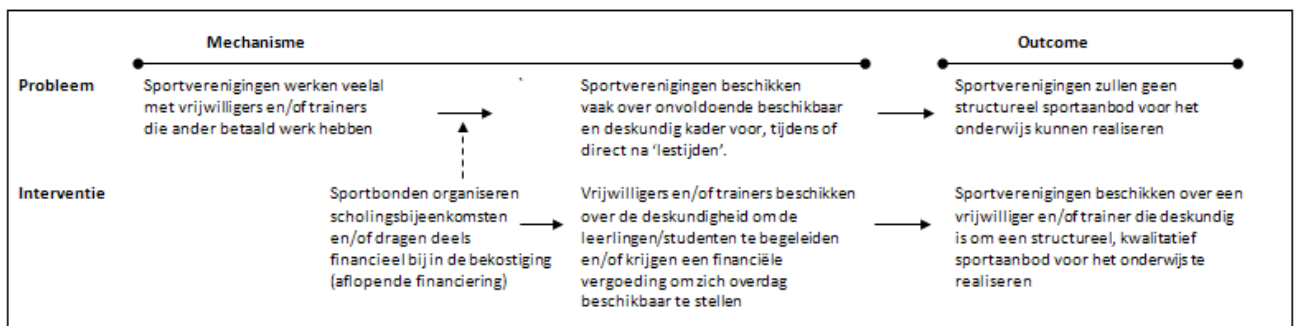 Mechanisme
Outcome
Probleem
Sportverenigingen werken veelal
met vrijwilligers en/of trainers
die ander betaald werk hebben
Sportverenigingen beschikken
vaak over onvoldoende beschikbaar
en deskundig kader voor, tijdens of
direct na ‘lestijden’.
Sportverenigingen zullen geen
structureel sportaanbod voor het
onderwijs kunnen realiseren
Interventie
Sportbonden organiseren
scholingsbijeenkomsten
en/of dragen deels
financieel bij in de bekostiging
(aflopende financiering)
Vrijwilligers en/of trainers beschikken
over de deskundigheid om de
leerlingen/studenten te begeleiden
en/of krijgen een financiële
vergoeding om zich overdag
beschikbaar te stellen
Sportverenigingen beschikken over een
vrijwilliger en/of trainer die deskundig
is om een structureel, kwalitatief
sportaanbod voor het onderwijs te
realiseren